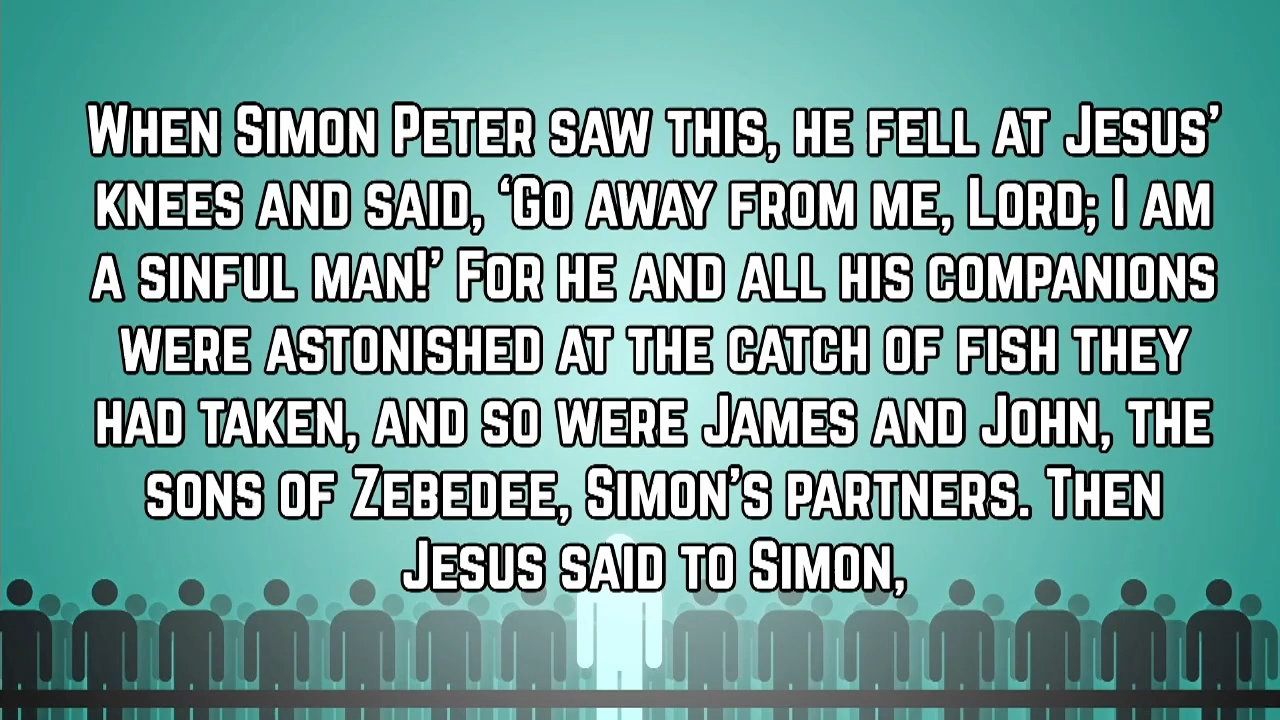 When Simon Peter saw this, he fell at Jesus’
knees and said, ‘Go away from me, Lord; I am
a sinful man!’ For he and all his companions
were astonished at the catch of fish they
had taken, and so were James and John, the
sons of Zebedee, Simon’s partners. Then
Jesus said to Simon,